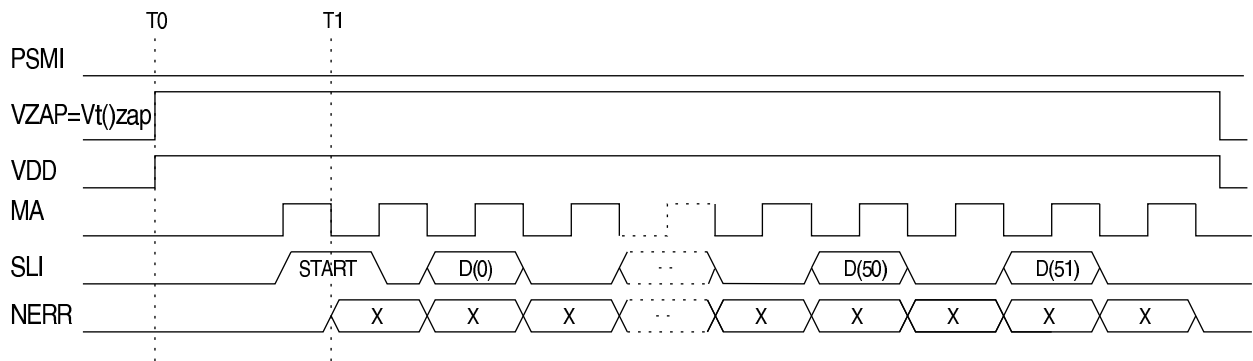 T0 T1
PSMI
VZAP=Vt()zap
VDD
MA
SLI START D(0) . . D(50) D(51)
NERR X X X . . X X X X X